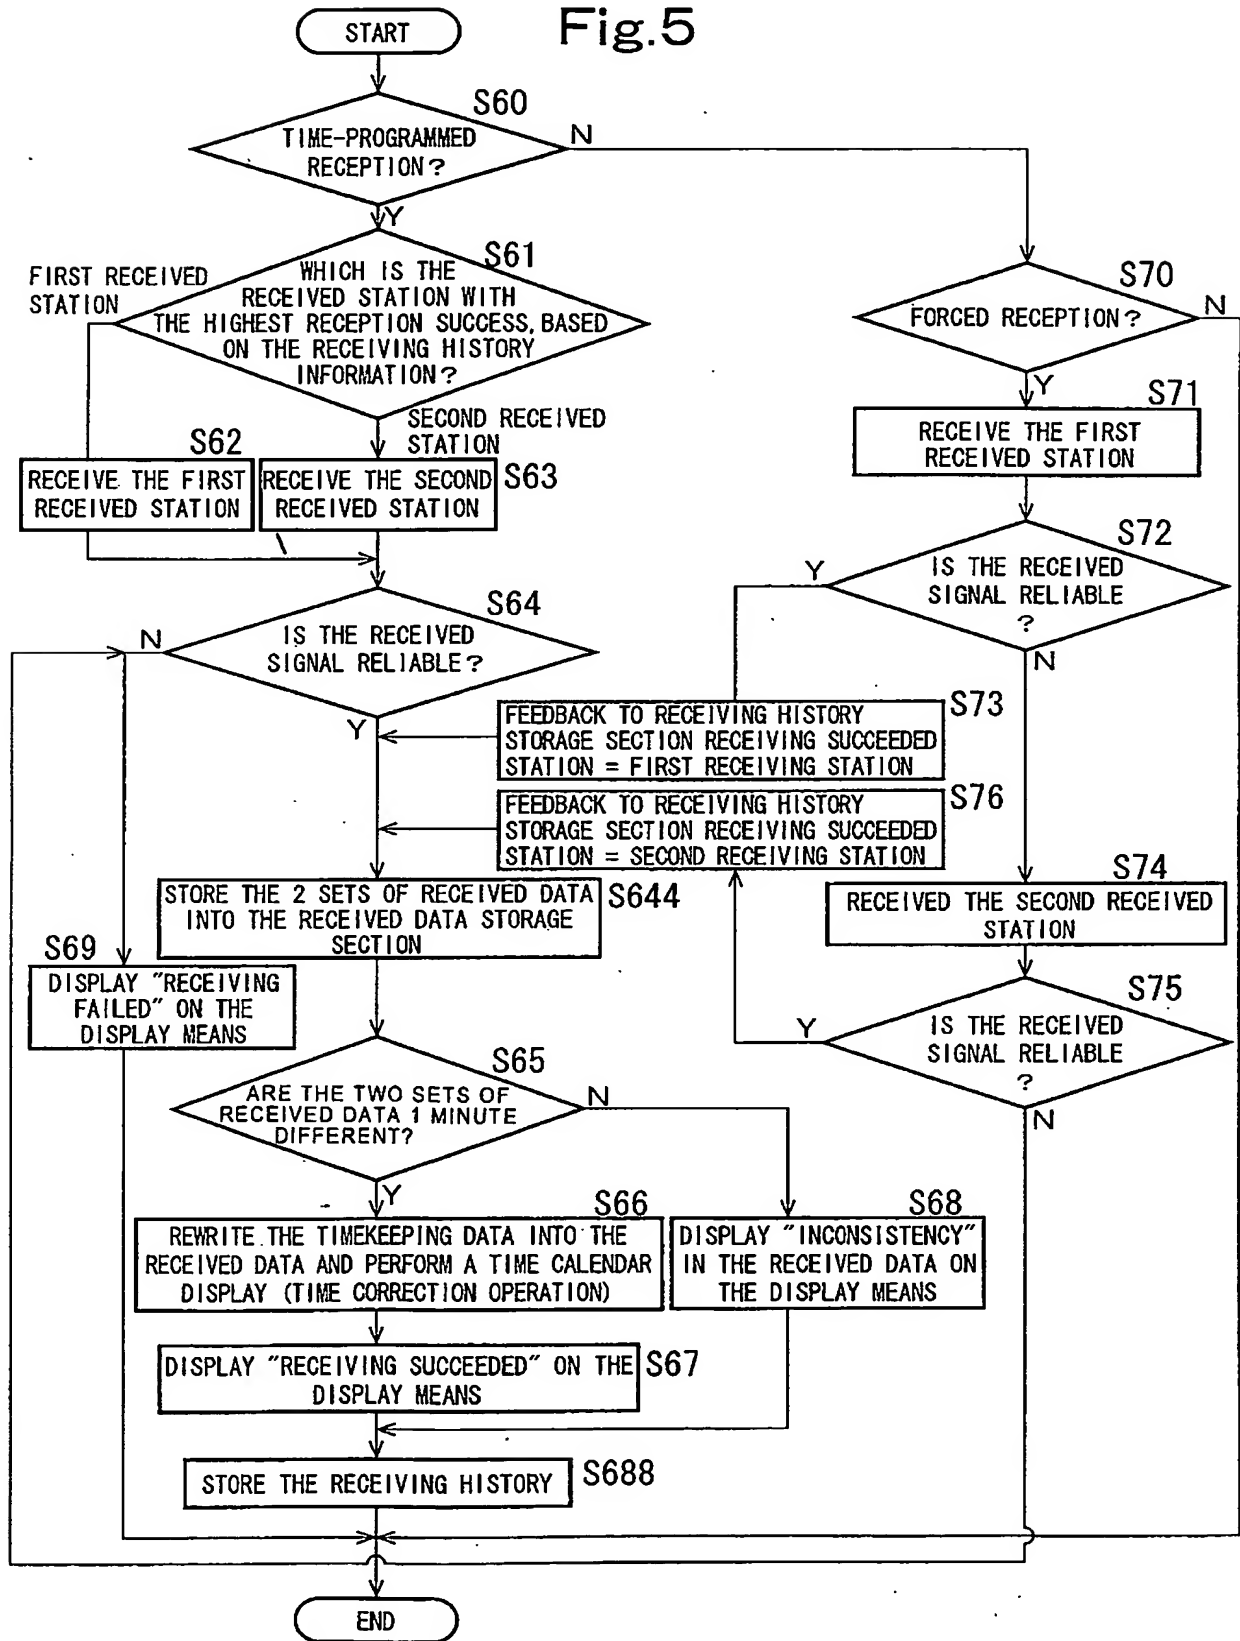 Fig.5
START
S60
TIME-PROGRAMMED
RECEPTION?
N
Y
S61
FIRST RECEIVED
STATION
WHICH IS THE
RECEIVED STATION WITH
THE HIGHEST RECEPTION SUCCESS, BASED
ON THE RECEIVING HISTORY
INFORMATION?
S70
FORCED RECEPTION?
N
Y
SECOND RECEIVED
STATION
S62
RECEIVE THE FIRST
RECEIVED STATION
RECEIVE THE SECOND
RECEIVED STATION
S63
S71
RECEIVE THE FIRST
RECEIVED STATION
S72
Y
IS THE RECEIVED
SIGNAL RELIABLE
?
N
S64
N
IS THE RECEIVED
SIGNAL RELIABLE?
Y
S73
FEEDBACK TO RECEIVING HISTORY
STORAGE SECTION RECEIVING SUCCEEDED
STATION = FIRST RECEIVING STATION
S76
FEEDBACK TO RECEIVING HISTORY
STORAGE SECTION RECEIVING SUCCEEDED
STATION = SECOND RECEIVING STATION
S74
RECEIVED THE SECOND RECEIVED
STATION
STORE THE 2 SETS OF RECEIVED DATA
INTO THE RECEIVED DATA STORAGE
SECTION
S644
S69
DISPLAY "RECEIVING
FAILED" ON THE
DISPLAY MEANS
S75
Y
IS THE RECEIVED
SIGNAL RELIABLE
?
N
S65
ARE THE TWO SETS OF
RECEIVED DATA 1 MINUTE
DIFFERENT?
N
Y
S66
REWRITE THE TIMEKEEPING DATA INTO THE
RECEIVED DATA AND PERFORM A TIME CALENDAR
DISPLAY (TIME CORRECTION OPERATION)
S68
DISPLAY "INCONSISTENCY"
IN THE RECEIVED DATA ON
THE DISPLAY MEANS
DISPLAY "RECEIVING SUCCEEDED" ON THE
DISPLAY MEANS
S67
STORE THE RECEIVING HISTORY
S688
END